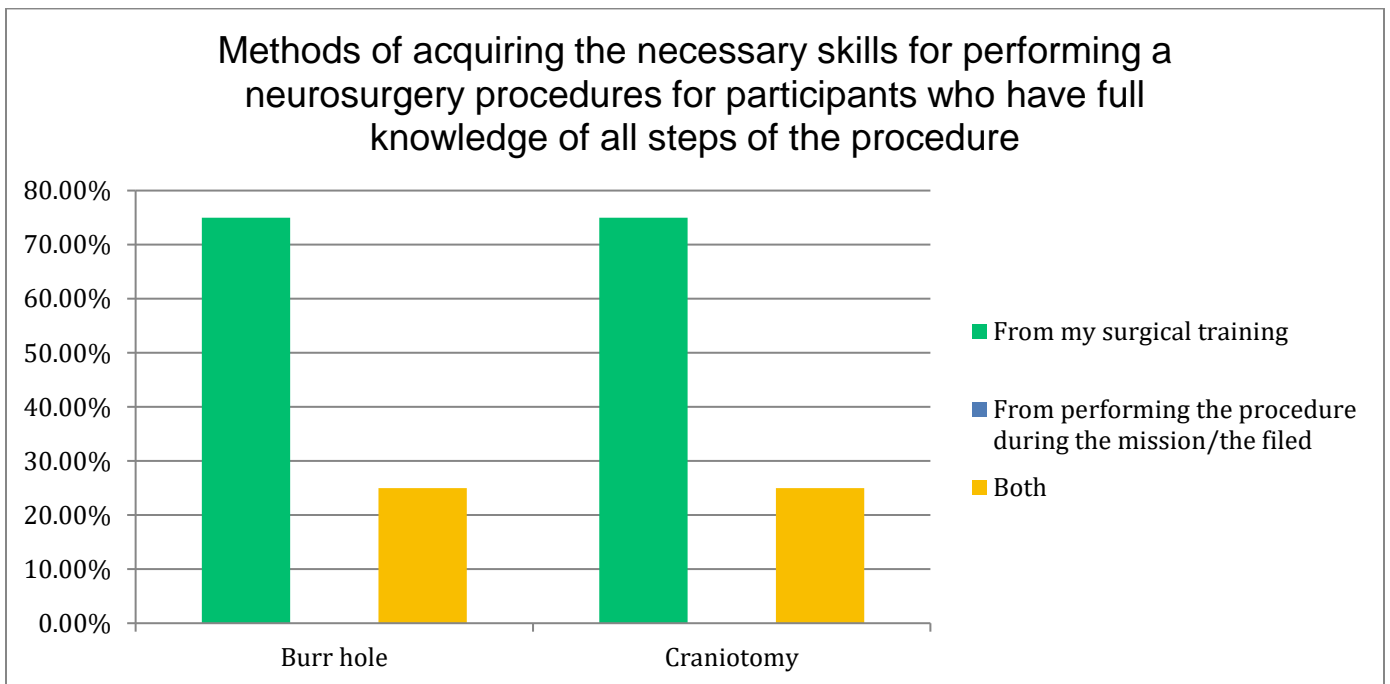 Methods of acquiring the necessary skills for performing a
neurosurgery procedures for participants who have full
knowledge of all steps of the procedure
80.00%
70.00%
60.00%
50.00%
40.00%
30.00%
20.00%
10.00%
0.00%
Burr hole
Craniotomy
From my surgical training
From performing the procedure
during the mission/the filed
Both